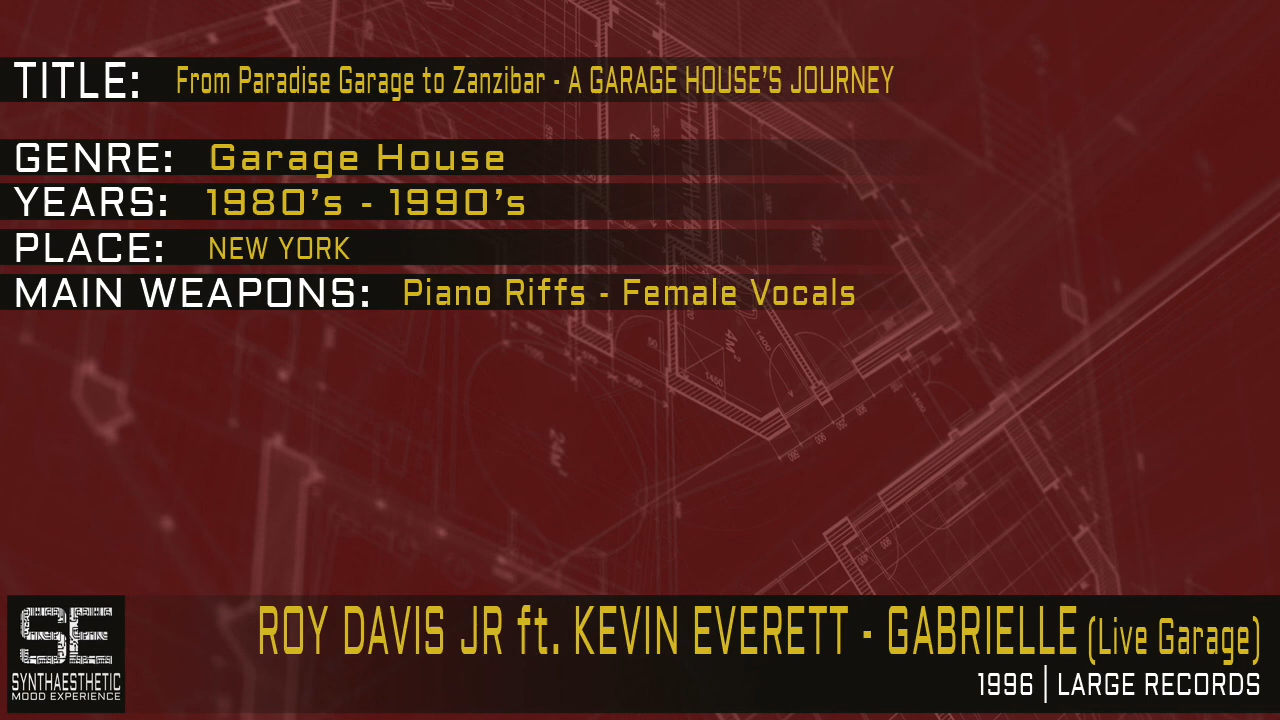 TITLE: From Paradise Garage to Zanzibar - A GARAGE HOUSE'S JOURNEY
GENRE: Garage House
YEARS: 1980's - 1990's
PLACE: NEW YORK
MAIN WEAPONS: Piano Riffs - Female Vocals
ROY DAVIS JR ft. KEVIN EVERETT - GABRIELLE (Live Garage)
1996 | LARGE RECORDS
SE
SYNTHAESTHETIC
MOOD EXPERIENCE